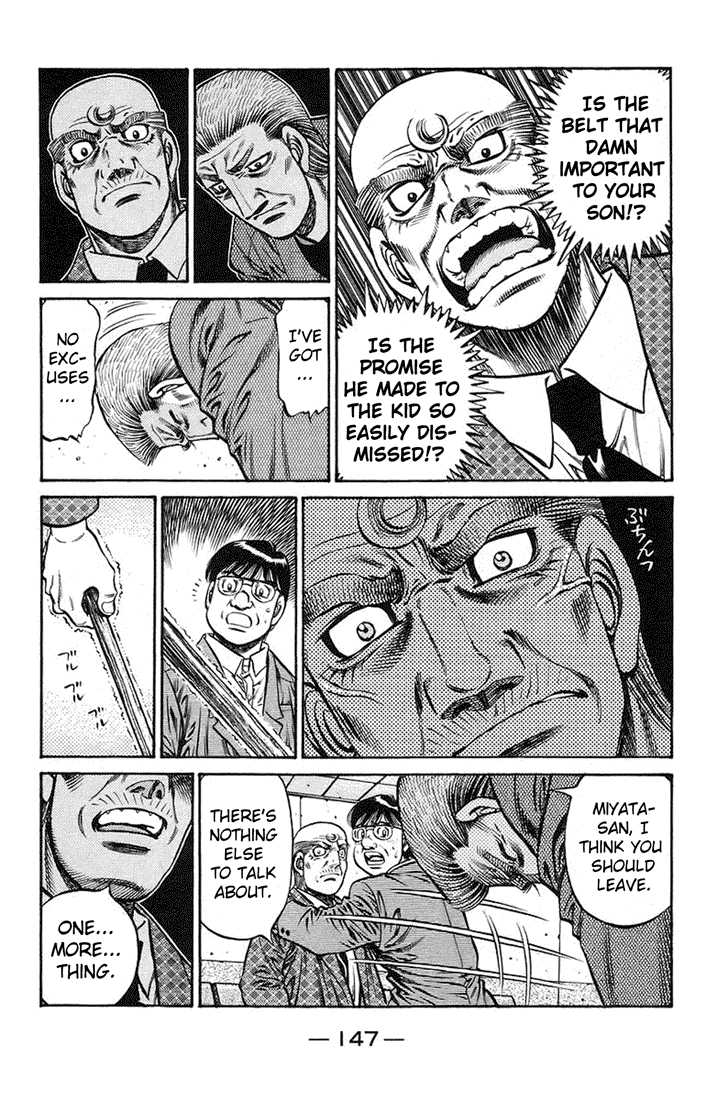 IS THE
BELT THAT
DAMN
IMPORTANT
TO YOUR
SON!?
IS THE
PROMISE
HE MADE TO
THE KID SO
EASILY DIS-
MISSED!?
I'VE
GOT
...
NO
EXC-
USES
...
ぶちんっ
ブル
ブル
ブル
MIYATA-
SAN, I
THINK YOU
SHOULD
LEAVE.
THERE'S
NOTHING
ELSE
TO TALK
ABOUT.
ONE...
MORE...
THING.
— 147 —